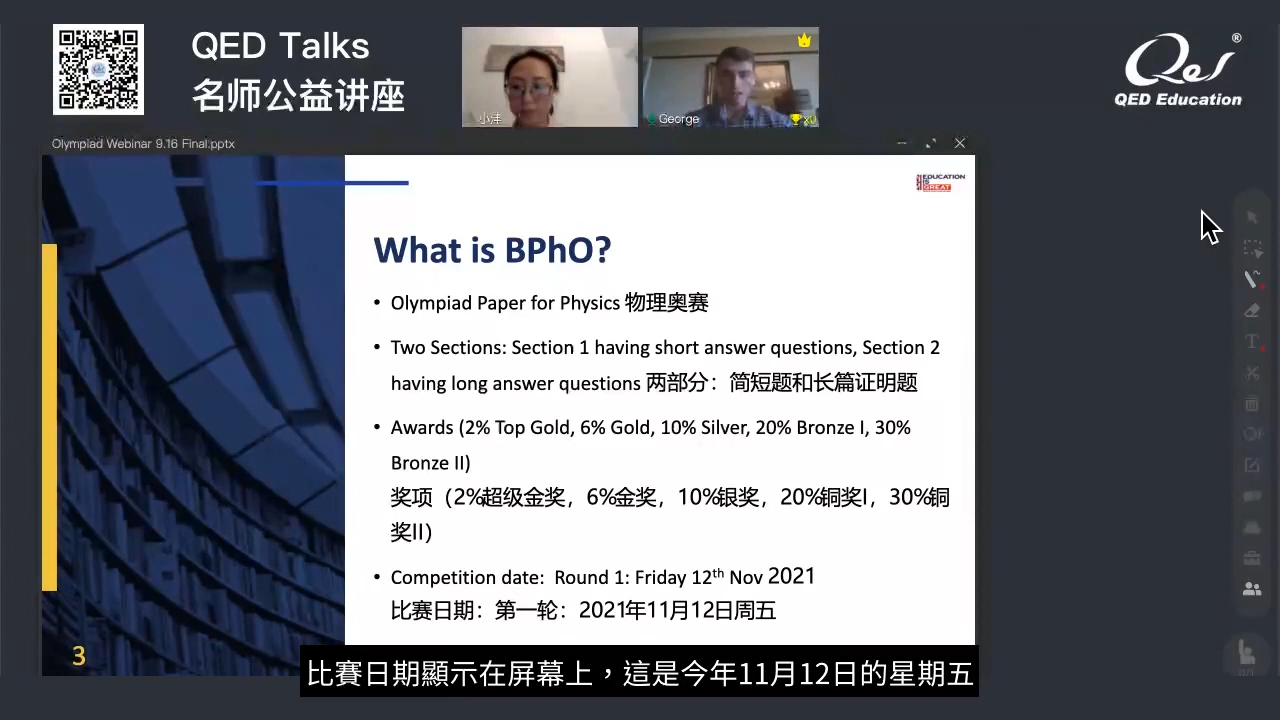 QED Talks
名师公益讲座
小沣
George
Qei
®
QED Education
Olympiad Webinar 9.16 Final.pptx
EDUCATION
IS
GREAT
What is BPhO?
• Olympiad Paper for Physics 物理奥赛
• Two Sections: Section 1 having short answer questions, Section 2
having long answer questions 两部分：简短题和长篇证明题
• Awards (2% Top Gold, 6% Gold, 10% Silver, 20% Bronze I, 30%
Bronze II)
奖项（2%超级金奖，6%金奖，10%银奖，20%铜奖I，30%铜
奖II）
• Competition date: Round 1: Friday 12th Nov 2021
比赛日期：第一轮：2021年11月12日周五
3
比賽日期顯示在屏幕上，這是今年11月12日的星期五